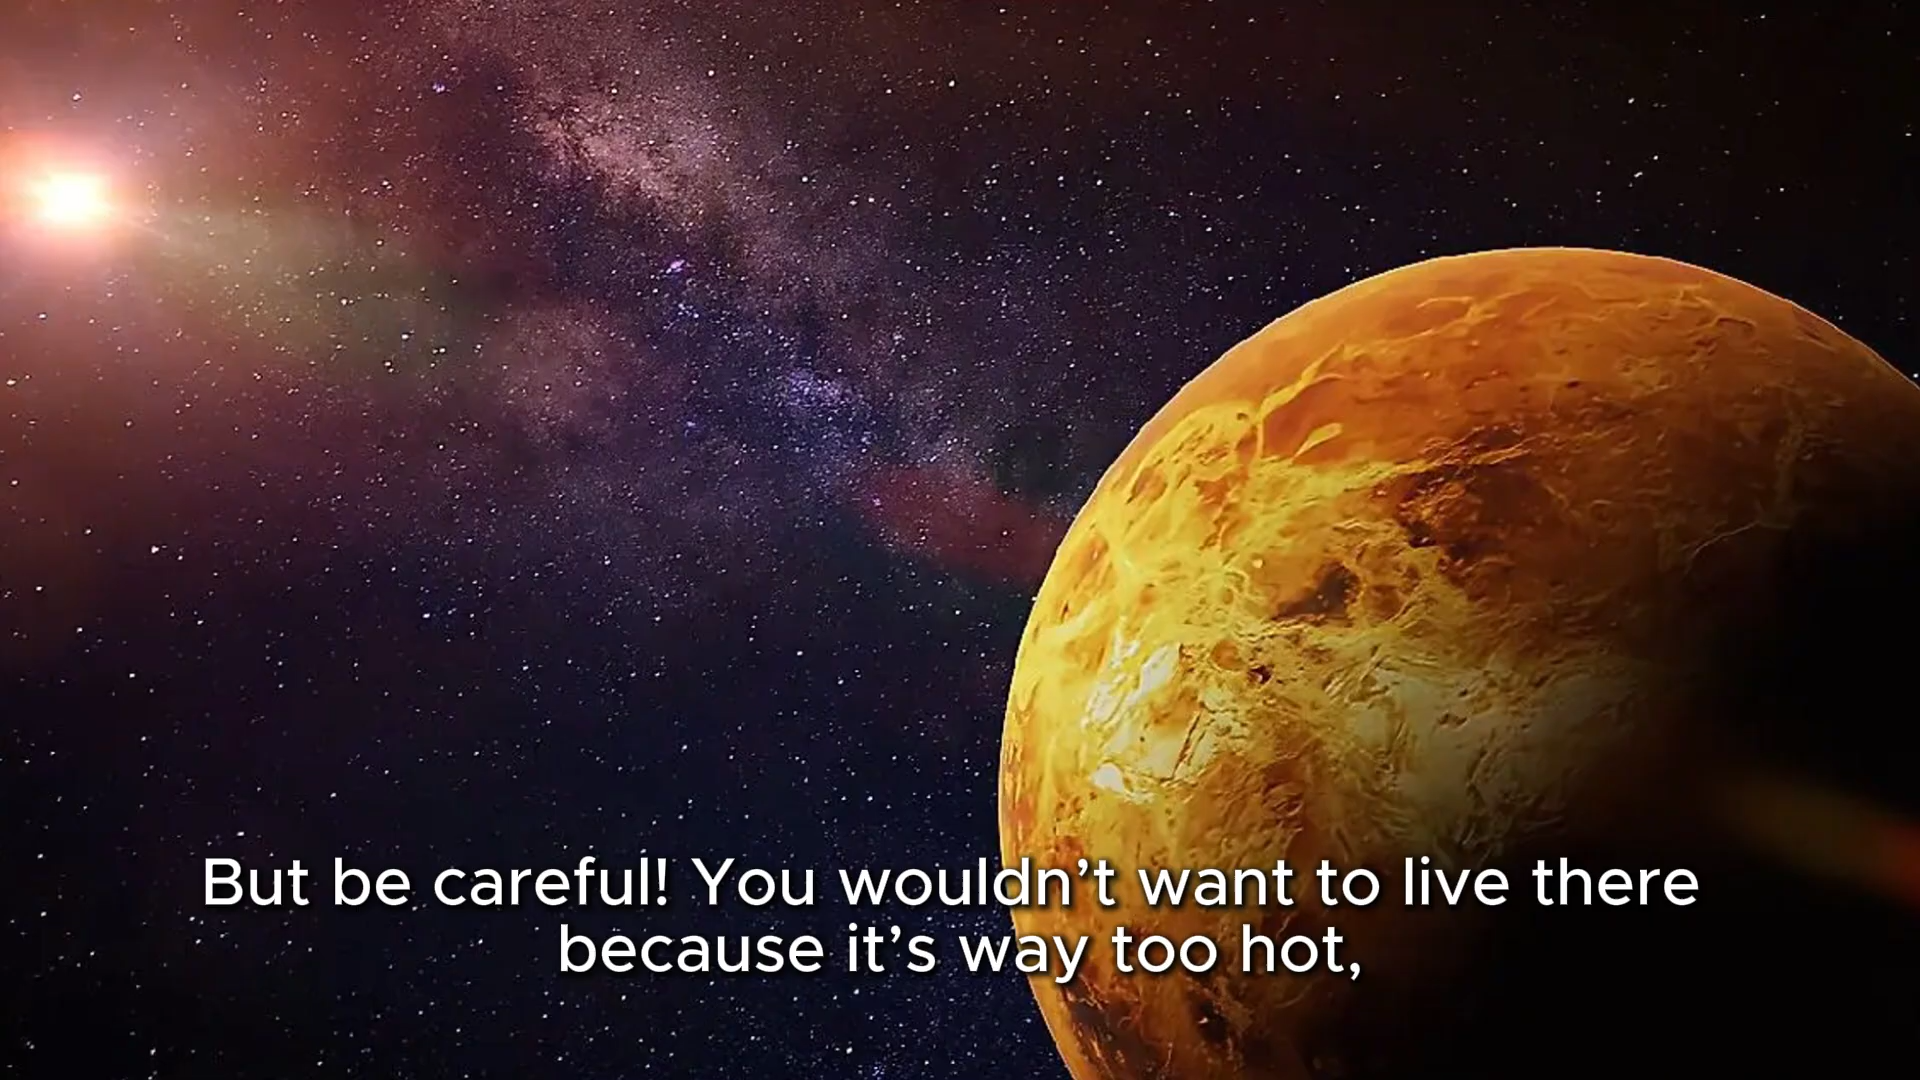 But be careful! You wouldn’t want to live there
because it’s way too hot,